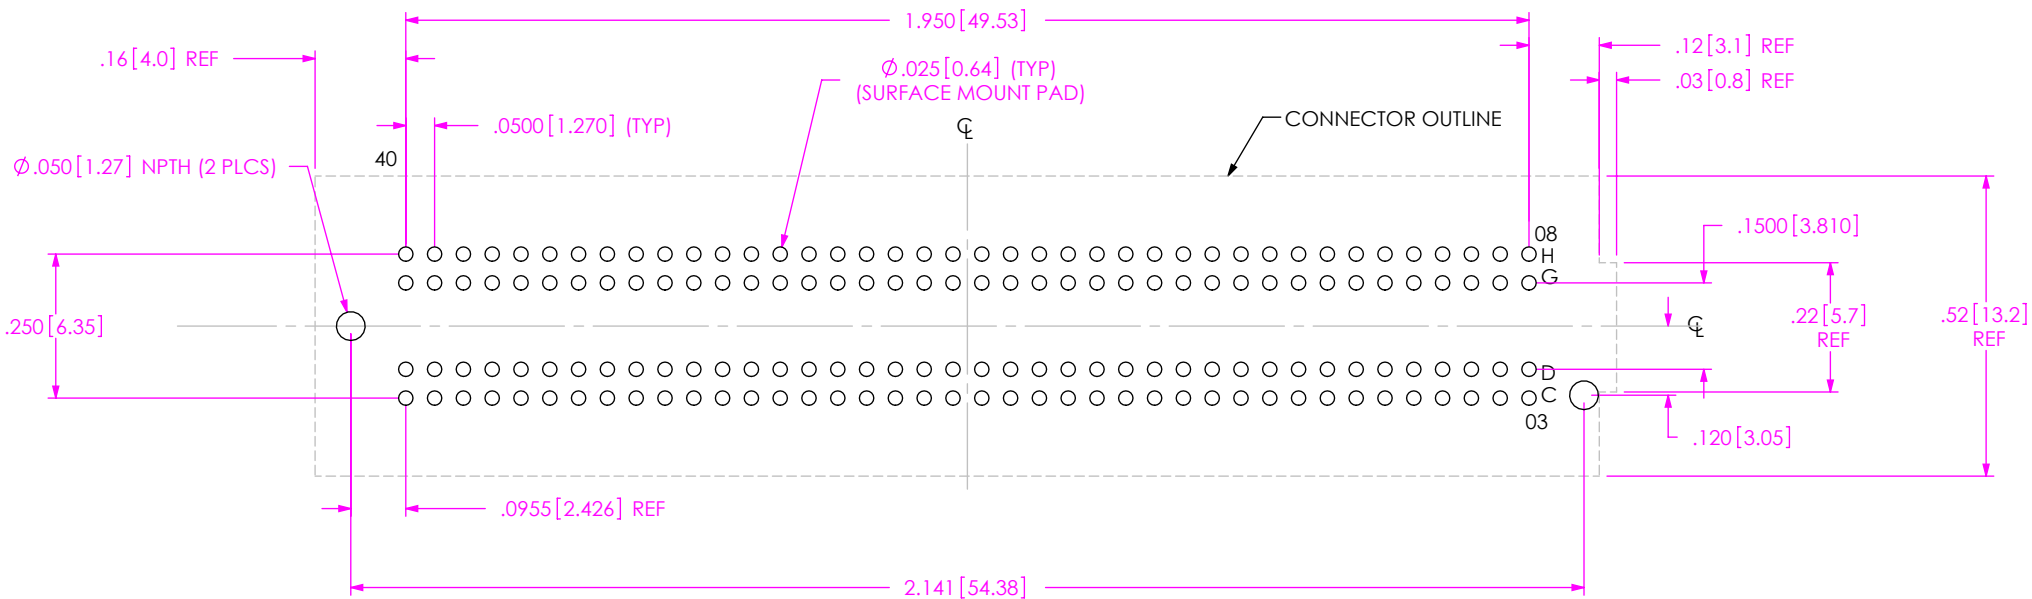 1.950[49.53]
.16[4.0] REF
.12[3.1] REF
Ø.025[0.64] (TYP)
(SURFACE MOUNT PAD)
.03[0.8] REF
.0500[1.270] (TYP)
℄
CONNECTOR OUTLINE
40
Ø.050[1.27] NPTH (2 PLCS)
.1500[3.810]
08
H
G
.250[6.35]
℄
.22[5.7]
REF
.52[13.2]
REF
D
C
03
.120[3.05]
.0955[2.426] REF
2.141[54.38]